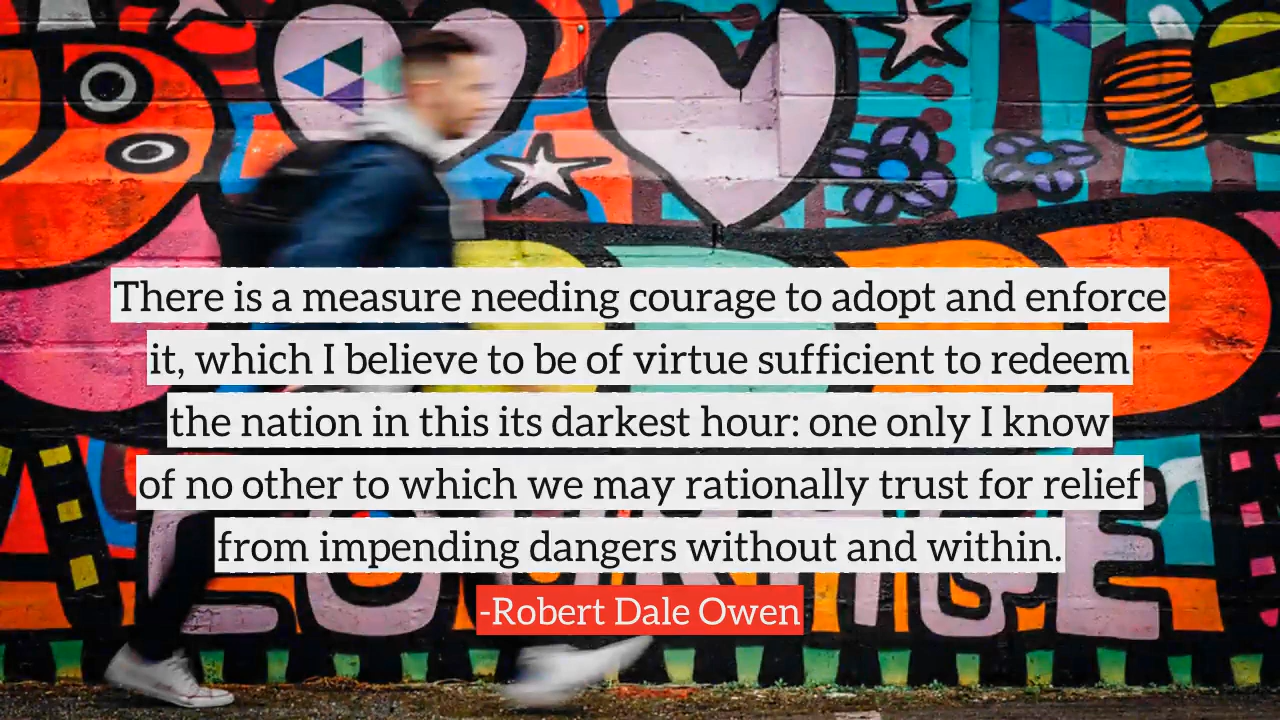 There is a measure needing courage to adopt and enforce
it, which I believe to be of virtue sufficient to redeem
the nation in this its darkest hour: one only I know
of no other to which we may rationally trust for relief
from impending dangers without and within.
-Robert Dale Owen